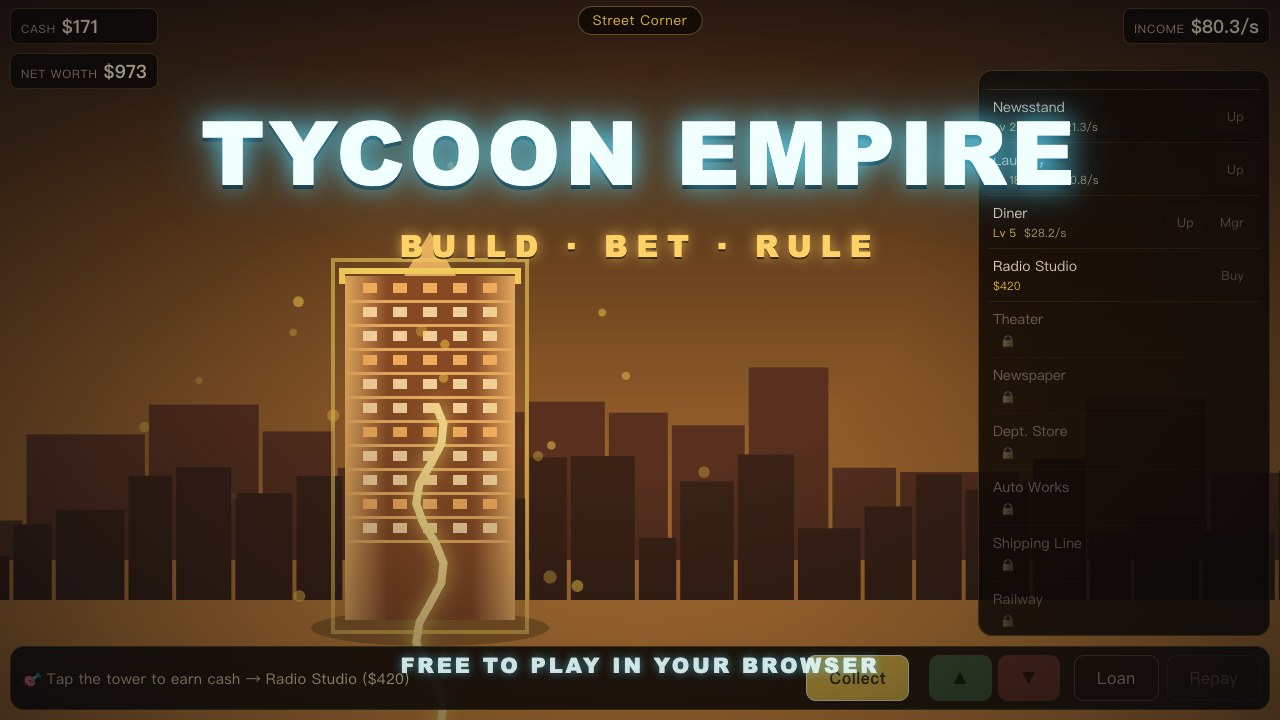 CASH $171
Street Corner
INCOME $80.3/s
NET WORTH $973
TYCOON EMPIRE
BUILD · BET · RULE
Newsstand
Up
Up
Diner
Lv 5 $28.2/s
Up Mgr
Radio Studio
$420
Buy
Theater
Newspaper
Dept. Store
Auto Works
Shipping Line
Railway
FREE TO PLAY IN YOUR BROWSER
🎯 Tap the tower to earn cash → Radio Studio ($420)
Collect
▲
▼
Loan
Repay